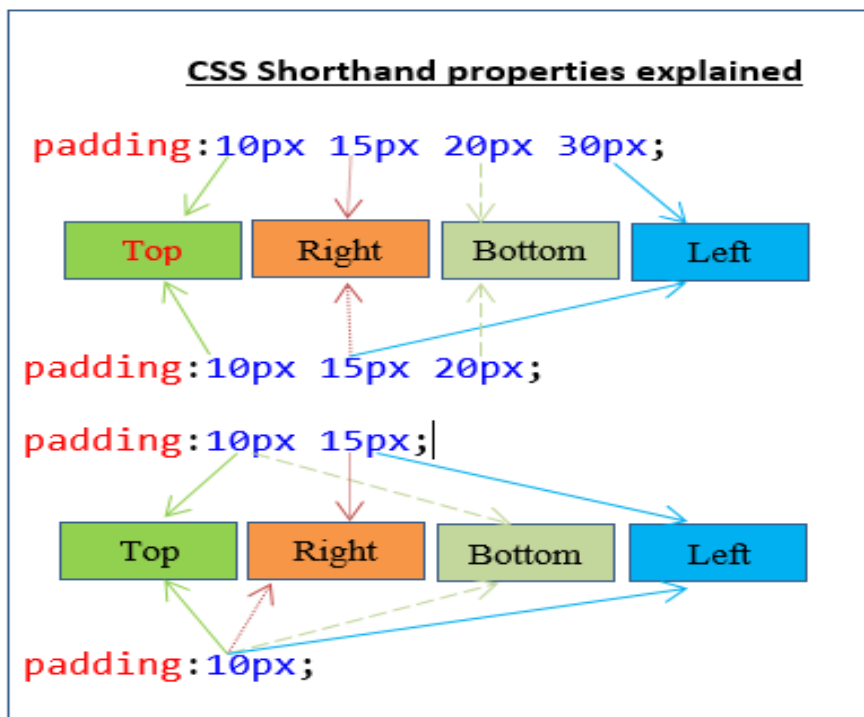 CSS Shorthand properties explained
padding:10px 15px 20px 30px;
Top Right Bottom Left
padding:10px 15px 20px;
padding:10px 15px;
Top Right Bottom Left
padding:10px;